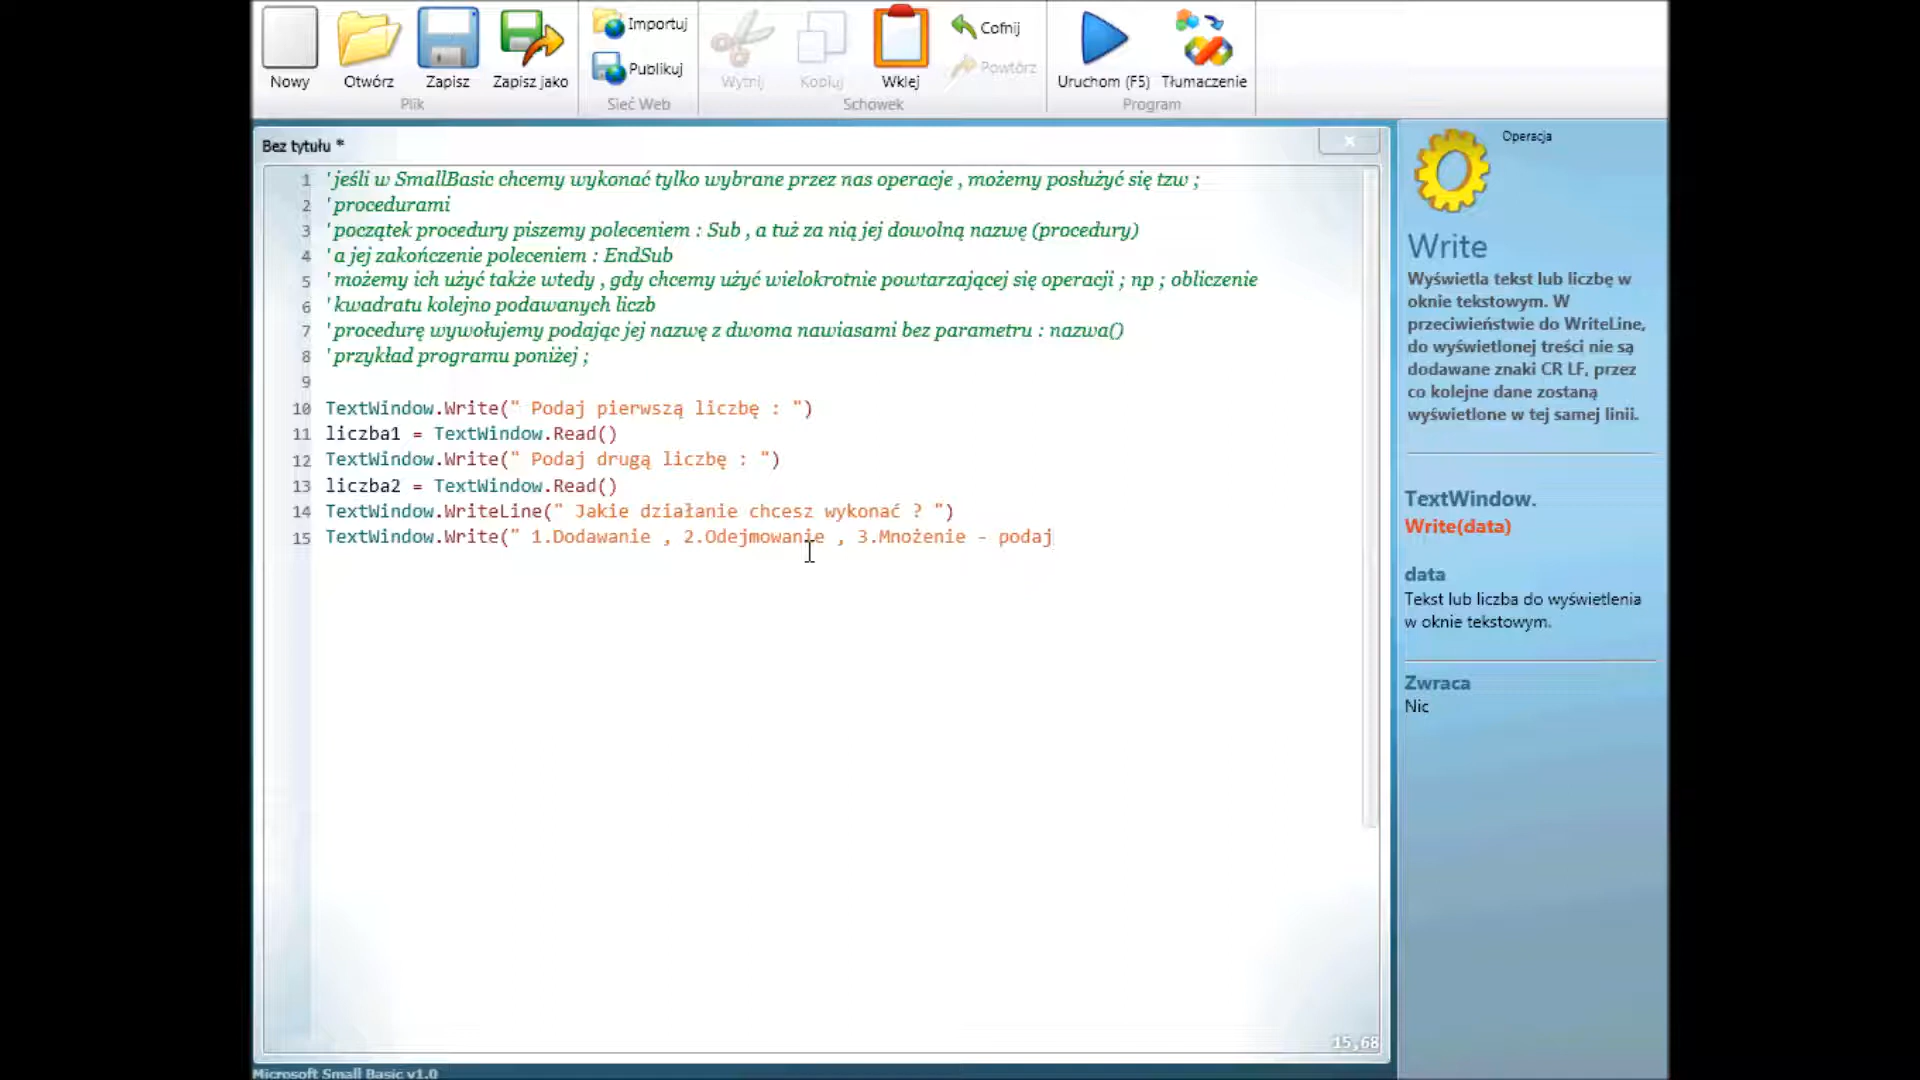 Nowy
Otwórz
Zapisz
Zapisz jako
Plik
Importuj
Publikuj
Sieć Web
Wytnij
Kopiuj
Wklej
Cofnij
Powtórz
Schowek
Uruchom (F5)
Tłumaczenie
Program
Bez tytułu *
1 ' jeśli w SmallBasic chcemy wykonać tylko wybrane przez nas operacje , możemy posłużyć się tzw ;
2 ' procedurami
3 ' początek procedury piszemy poleceniem : Sub , a tuż za nią jej dowolną nazwę (procedury)
4 ' a jej zakończenie poleceniem : EndSub
5 ' możemy ich użyć także wtedy , gdy chcemy użyć wielokrotnie powtarzającej się operacji ; np ; obliczenie
6 ' kwadratu kolejno podawanych liczb
7 ' procedurę wywołujemy podając jej nazwę z dwoma nawiasami bez parametru : nazwa()
8 ' przykład programu poniżej ;
9
10 TextWindow.Write(" Podaj pierwszą liczbę : ")
11 liczba1 = TextWindow.Read()
12 TextWindow.Write(" Podaj drugą liczbę : ")
13 liczba2 = TextWindow.Read()
14 TextWindow.WriteLine(" Jakie działanie chcesz wykonać ? ")
15 TextWindow.Write(" 1.Dodawanie , 2.Odejmowanie , 3.Mnożenie - podaj
15,68
Microsoft Small Basic v1.0
Operacja
Write
Wyświetla tekst lub liczbę w
oknie tekstowym. W
przeciwieństwie do WriteLine,
do wyświetlonej treści nie są
dodawane znaki CR LF, przez
co kolejne dane zostaną
wyświetlone w tej samej linii.
TextWindow.
Write(data)
data
Tekst lub liczba do wyświetlenia
w oknie tekstowym.
Zwraca
Nic